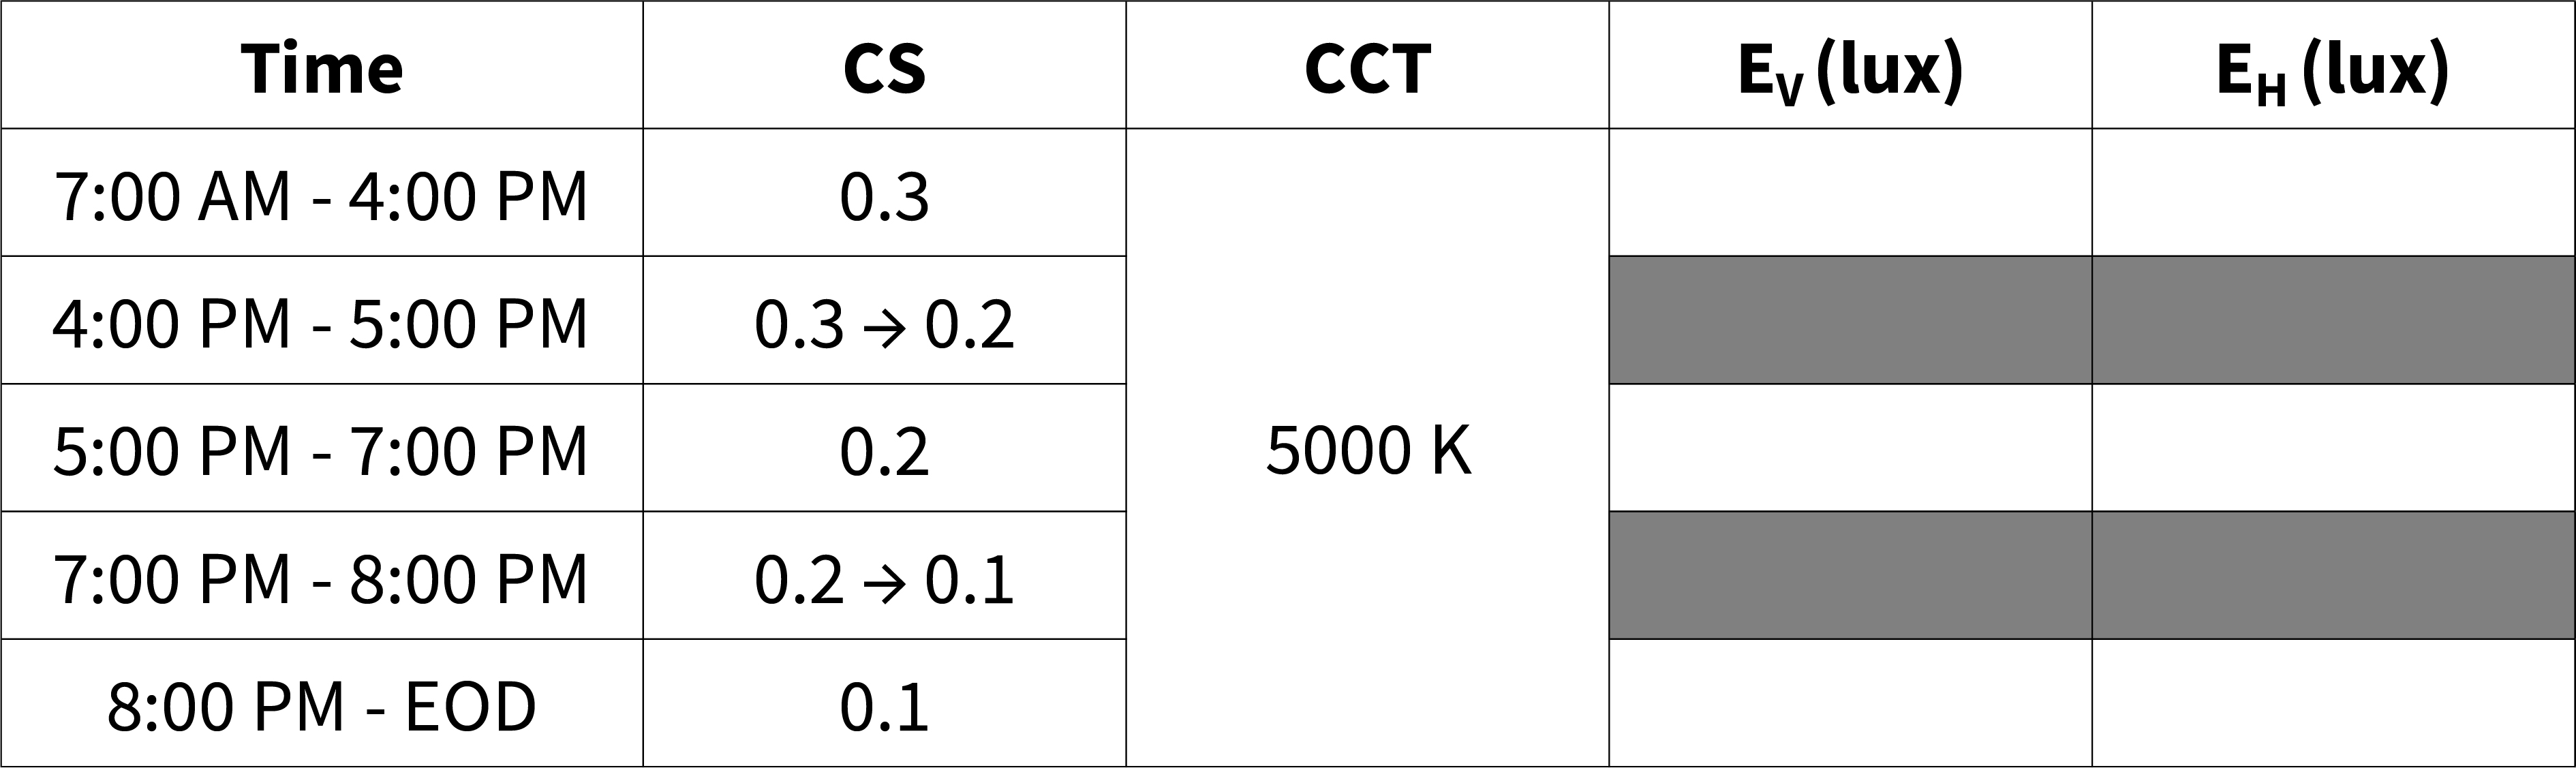 Time CS CCT EV (lux) EH (lux)
7:00 AM - 4:00 PM 0.3
4:00 PM - 5:00 PM 0.3 → 0.2
5:00 PM - 7:00 PM 0.2 5000 K
7:00 PM - 8:00 PM 0.2 → 0.1
8:00 PM - EOD 0.1